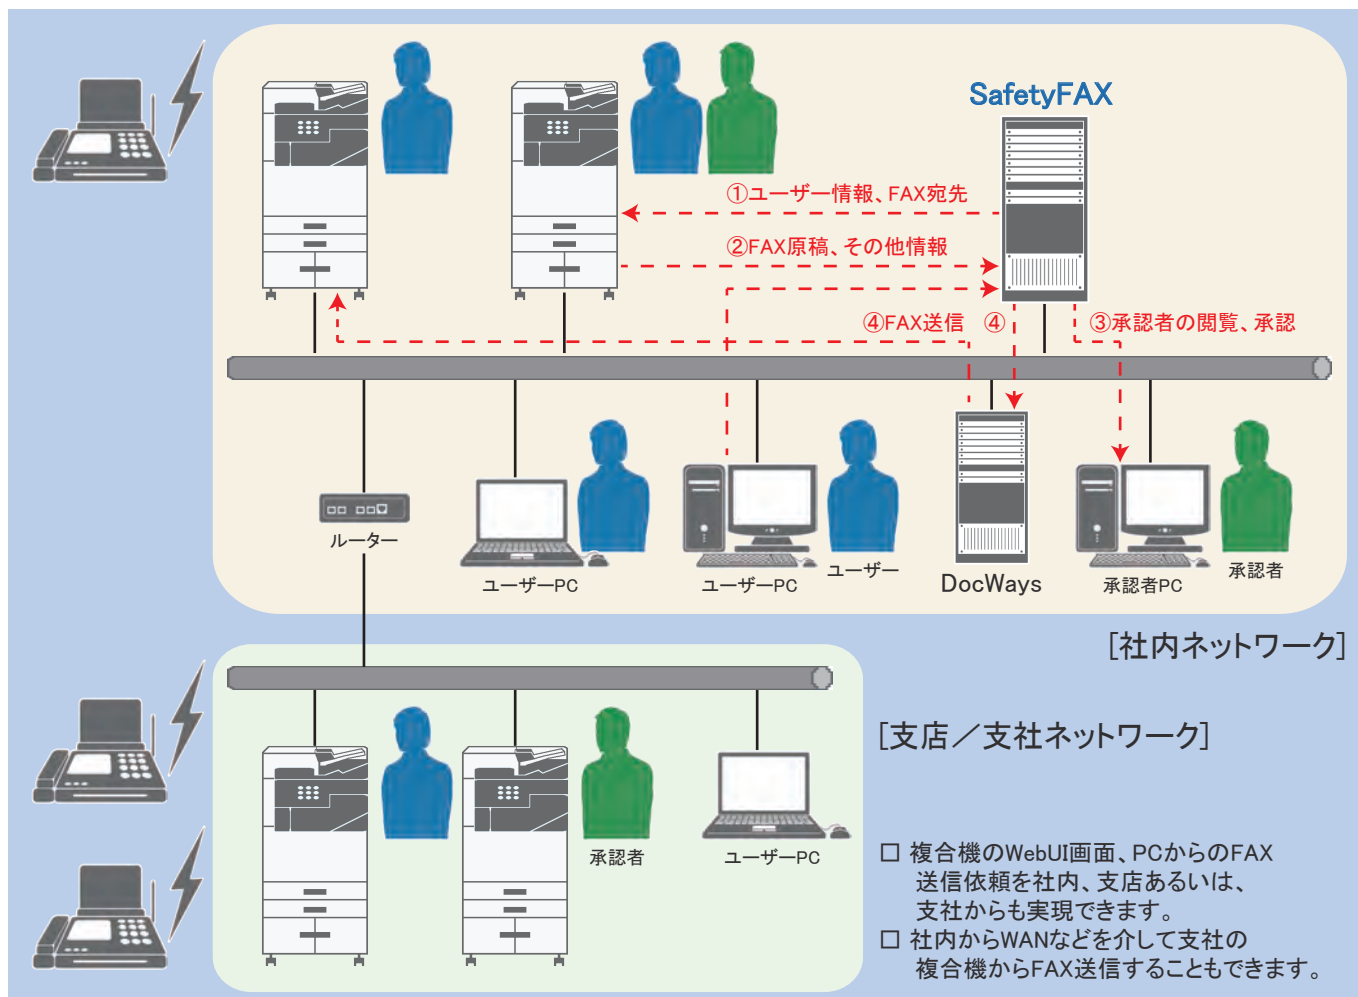 SafetyFAX
①ユーザー情報、FAX宛先
②FAX原稿、その他情報
④FAX送信
④
③承認者の閲覧、承認
ルーター
ユーザーPC
ユーザーPC
ユーザー
DocWays
承認者PC
承認者
[社内ネットワーク]
[支店／支社ネットワーク]
承認者
ユーザーPC
□ 複合機のWebUI画面、PCからのFAX
送信依頼を社内、支店あるいは、
支社からも実現できます。
□ 社内からWANなどを介して支社の
複合機からFAX送信することもできます。